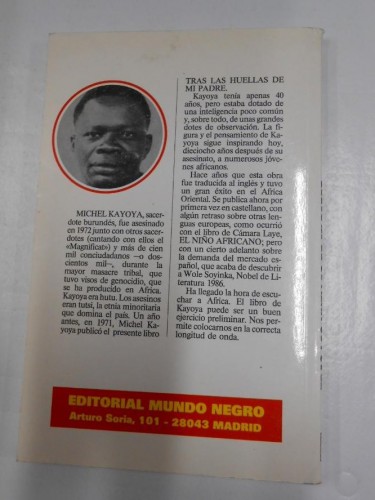 MICHEL KAYOYA, sacer-
dote burundés, fue asesinado
en 1972 junto con otros sacer-
dotes (cantando con ellos el
«Magnificat») y más de cien
mil conciudadanos —o dos-
cientos mil—, durante la
mayor masacre tribal, que
tuvo visos de genocidio, que
se ha producido en Africa.
Kayoya era hutu. Los asesinos
eran tutsi, la etnia minoritaria
que domina el país. Un año
antes, en 1971, Michel Ka-
yoya publicó el presente libro
TRAS LAS HUELLAS DE
MI PADRE.
Kayoya tenía apenas 40
años, pero estaba dotado de
una inteligencia poco común
y, sobre todo, de unas grandes
dotes de observación. La fi-
gura y el pensamiento de Ka-
yoya sigue inspirando hoy,
dieciocho años después de su
asesinato, a numerosos jóve-
nes africanos.
Hace años que esta obra
fue traducida al inglés y tuvo
un gran éxito en el Africa
Oriental. Se publica ahora por
primera vez en castellano, con
algún retraso sobre otras len-
guas europeas, como ocurrió
con el libro de Cámara Laye,
EL NIÑO AFRICANO; pero
con un cierto adelanto sobre
la demanda del mercado es-
pañol, que acaba de descubrir
a Wole Soyinka, Nobel de Li-
teratura 1986.
Ha llegado la hora de escu-
char a Africa. El libro de
Kayoya puede ser un buen
ejercicio preliminar. Nos per-
mite colocarnos en la correcta
longitud de onda.
EDITORIAL MUNDO NEGRO
Arturo Soria, 101 - 28043 MADRID